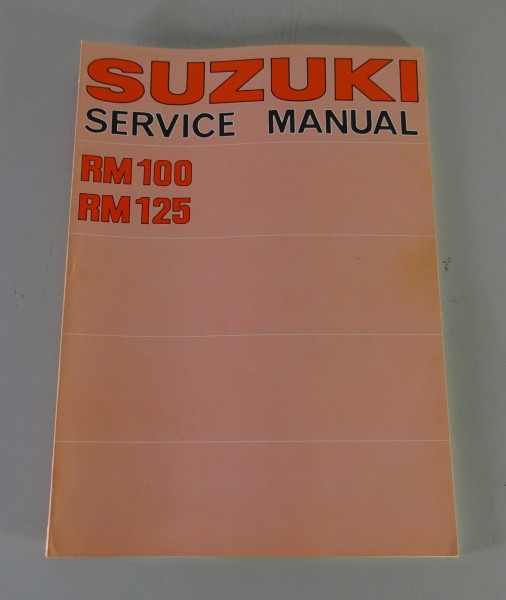 SUZUKI
SERVICE MANUAL
RM 100
RM 125